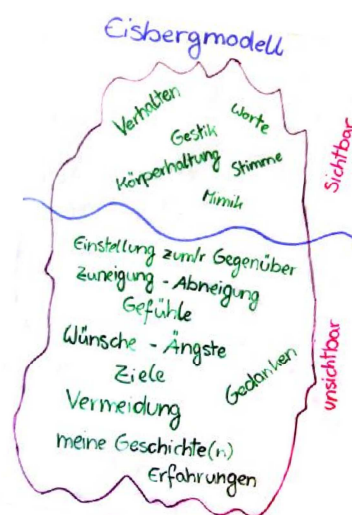 Eisbergmodell
Verhalten
Worte
Gestik
Körperhaltung
Stimme
Mimik
Sichtbar
Einstellung zum/r Gegenüber
Zuneigung - Abneigung
Gefühle
Wünsche - Ängste
Ziele
Gedanken
Vermeidung
meine Geschichte(n)
Erfahrungen
unsichtbar